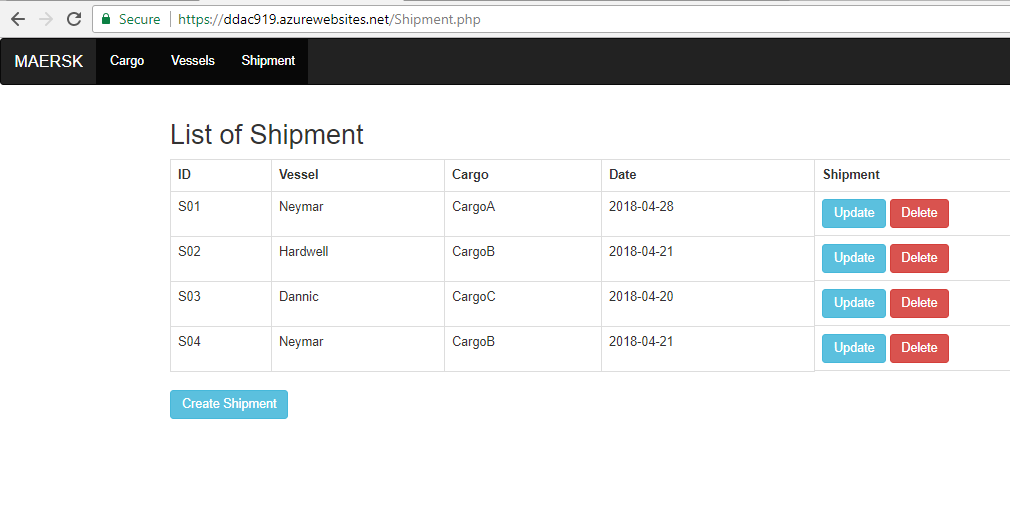 Secure https://ddac919.azurewebsites.net/Shipment.php
MAERSK Cargo Vessels Shipment
List of Shipment
ID Vessel Cargo Date Shipment
S01 Neymar CargoA 2018-04-28 Update Delete
S02 Hardwell CargoB 2018-04-21 Update Delete
S03 Dannic CargoC 2018-04-20 Update Delete
S04 Neymar CargoB 2018-04-21 Update Delete
Create Shipment